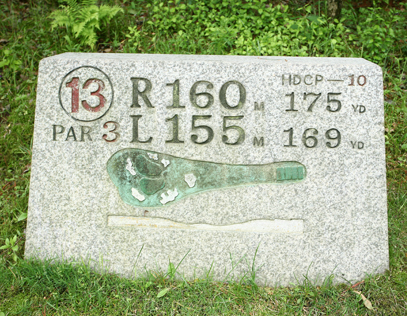 13 R 160 M HDCP-10 175 YD
PAR 3 L 155 M 169 YD